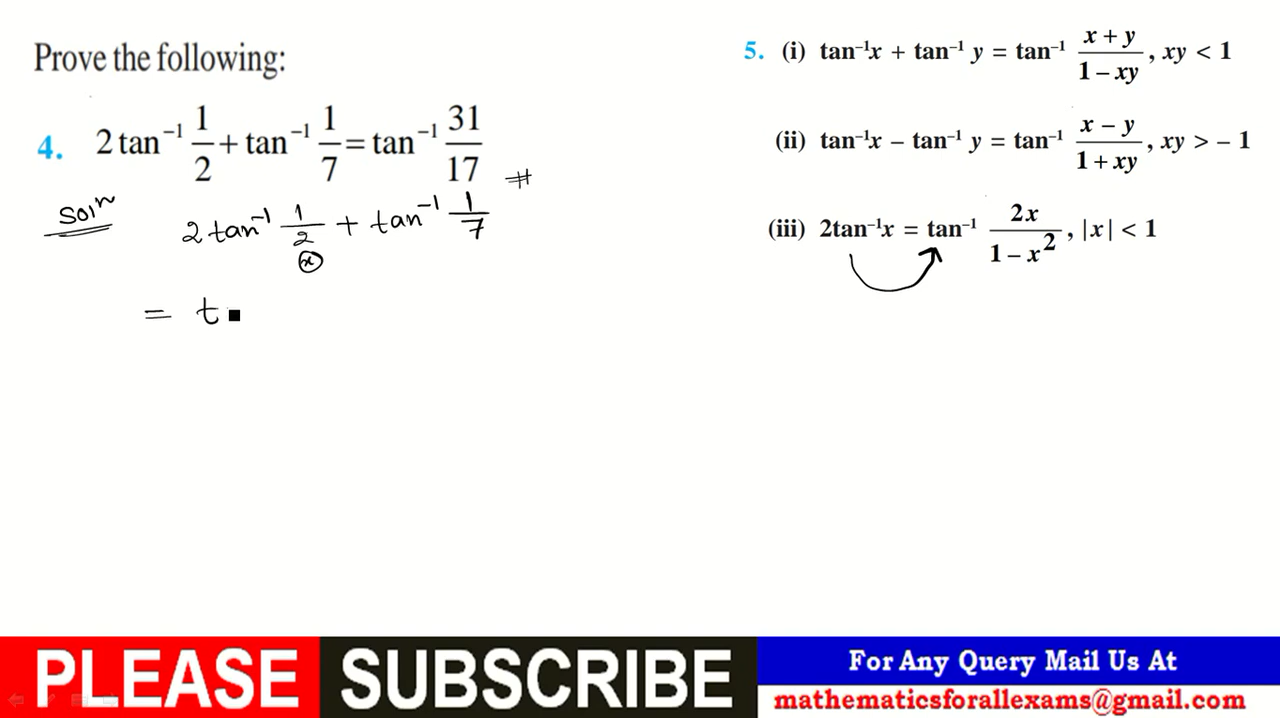 Prove the following:
4. 2 tan⁻¹ 1/2 + tan⁻¹ 1/7 = tan⁻¹ 31/17
Solⁿ 2 tan⁻¹ 1/2 + tan⁻¹ 1/7
x
= t
5. (i) tan⁻¹x + tan⁻¹ y = tan⁻¹ x + y / 1 – xy , xy < 1
(ii) tan⁻¹x – tan⁻¹ y = tan⁻¹ x – y / 1 + xy , xy > – 1
(iii) 2tan⁻¹x = tan⁻¹ 2x / 1 – x² , |x| < 1
PLEASE SUBSCRIBE
For Any Query Mail Us At
mathematicsforallexams@gmail.com